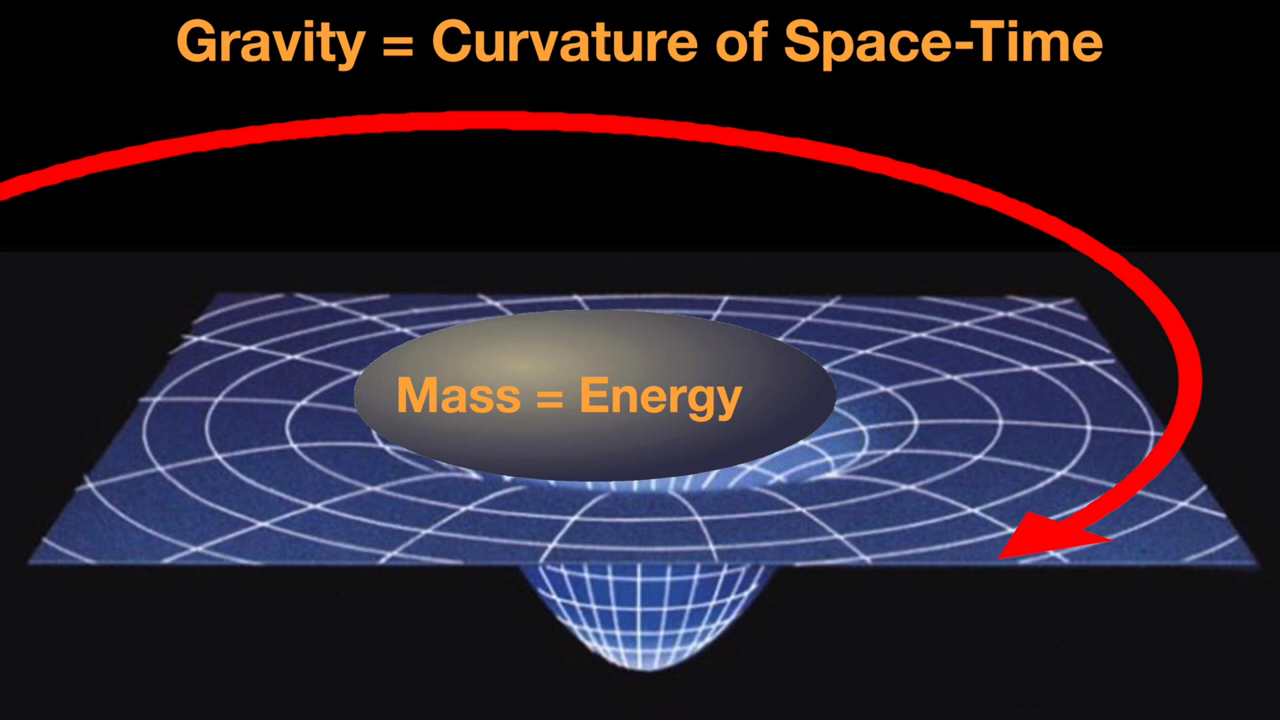 Gravity = Curvature of Space-Time
Mass = Energy